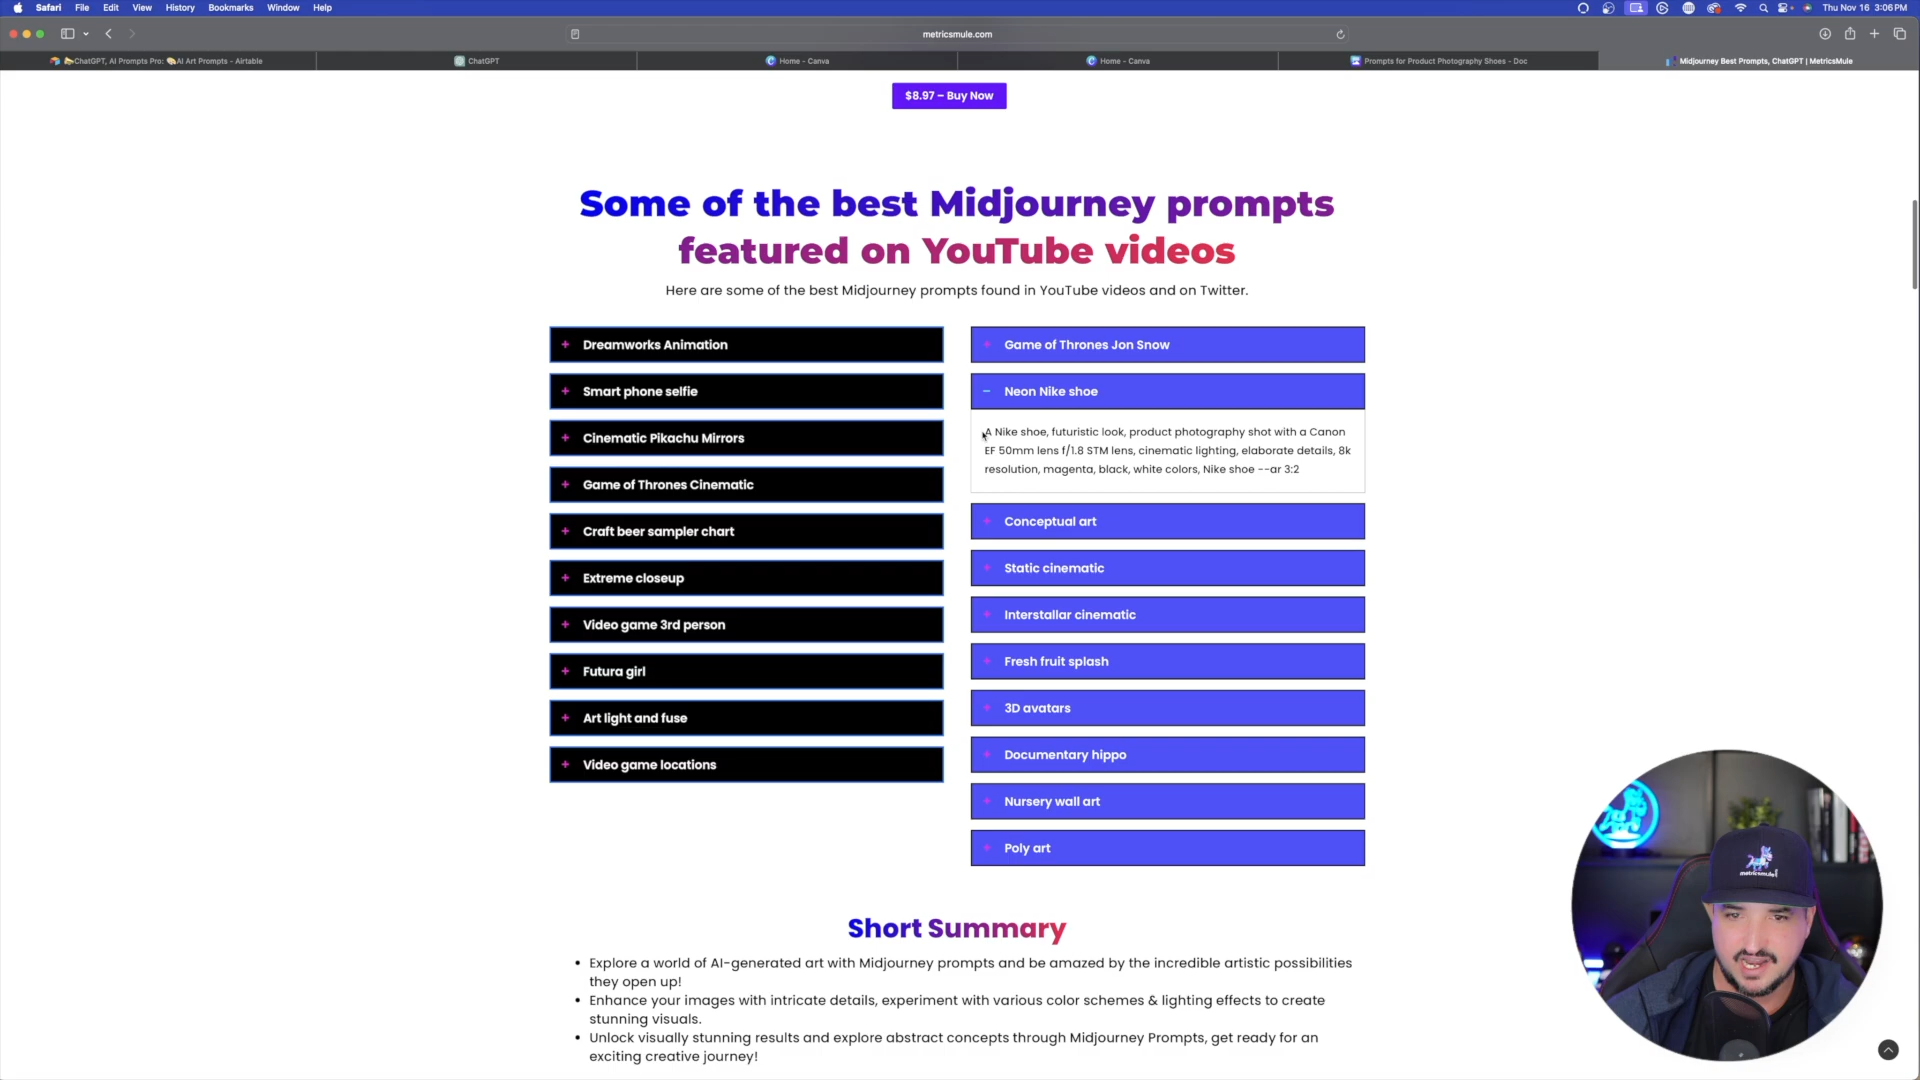 Safari File Edit View History Bookmarks Window Help
Thu Nov 16 3:06 PM
metricsmule.com
ChatGPT, AI Prompts Pro: AI Art Prompts - Airtable
ChatGPT
Home - Canva
Home - Canva
Prompts for Product Photography Shoes - Doc
Midjourney Best Prompts, ChatGPT | MetricsMule
$8.97 – Buy Now
Some of the best Midjourney prompts
featured on YouTube videos
Here are some of the best Midjourney prompts found in YouTube videos and on Twitter.
+ Dreamworks Animation
+ Smart phone selfie
+ Cinematic Pikachu Mirrors
+ Game of Thrones Cinematic
+ Craft beer sampler chart
+ Extreme closeup
+ Video game 3rd person
+ Futura girl
+ Art light and fuse
+ Video game locations
+ Game of Thrones Jon Snow
– Neon Nike shoe
A Nike shoe, futuristic look, product photography shot with a Canon
EF 50mm lens f/1.8 STM lens, cinematic lighting, elaborate details, 8k
resolution, magenta, black, white colors, Nike shoe --ar 3:2
+ Conceptual art
+ Static cinematic
+ Interstallar cinematic
+ Fresh fruit splash
+ 3D avatars
+ Documentary hippo
+ Nursery wall art
+ Poly art
Short Summary
• Explore a world of AI-generated art with Midjourney prompts and be amazed by the incredible artistic possibilities
they open up!
• Enhance your images with intricate details, experiment with various color schemes & lighting effects to create
stunning visuals.
• Unlock visually stunning results and explore abstract concepts through Midjourney Prompts, get ready for an
exciting creative journey!
metricsmule